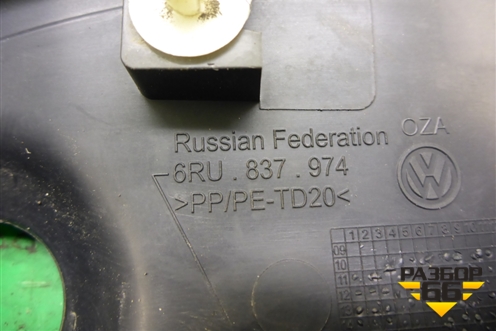 Russian Federation
OZA
6RU . 837 . 974
>PP/PE-TD20<
1 2 3 4 5 6 7 8
09
10
11
12
РАЗБОР
66